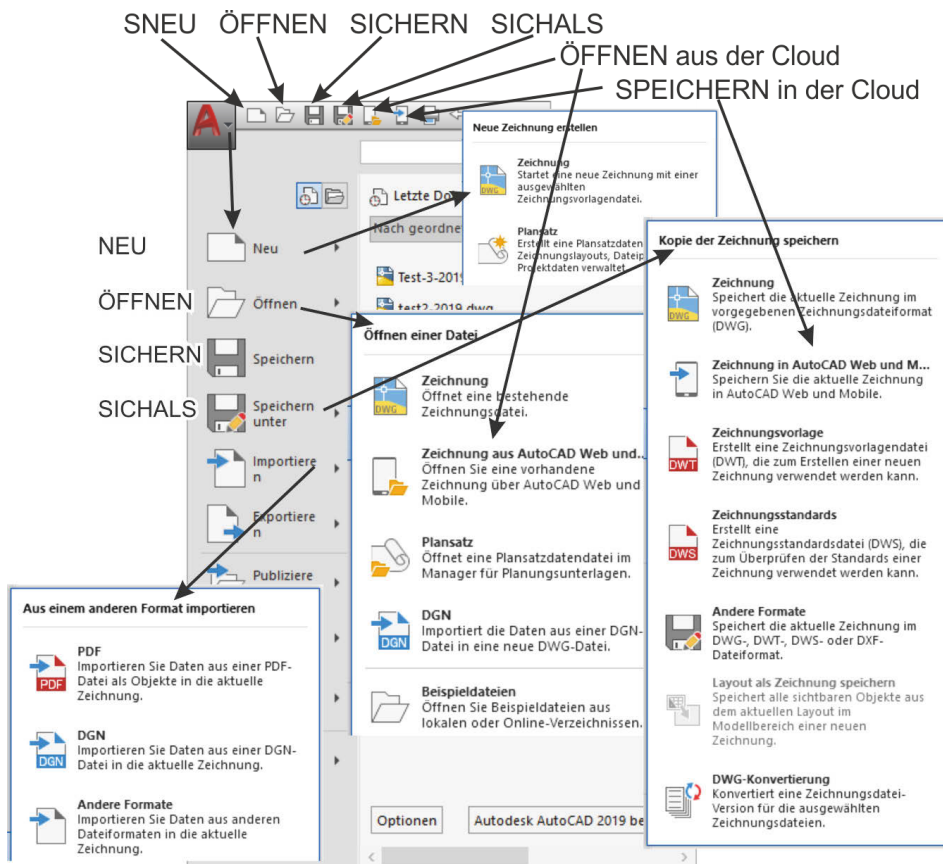 SNEU ÖFFNEN SICHERN SICHALS
ÖFFNEN aus der Cloud
SPEICHERN in der Cloud
A
Neue Zeichnung erstellen
Zeichnung
Startet eine neue Zeichnung mit einer
ausgewählten
Zeichnungsvorlagendatei.
DWG
Plansatz
Erstellt eine Plansatzdaten
Zeichnungslayouts, Dateip
Projektdaten verwaltet
Letzte Do
Nach geordne
Test-3-2019
test2-2019.dwg
NEU
Neu
ÖFFNEN
Öffnen
SICHERN
Speichern
SICHALS
Speichern
unter
Importiere
n
Exportiere
n
Publiziere
Öffnen einer Datei
Zeichnung
Öffnet eine bestehende
Zeichnungsdatei.
DWG
Zeichnung aus AutoCAD Web und...
Öffnen Sie eine vorhandene
Zeichnung über AutoCAD Web und
Mobile.
Plansatz
Öffnet eine Plansatzdatendatei im
Manager für Planungsunterlagen.
DGN
Importiert die Daten aus einer DGN-
Datei in eine neue DWG-Datei.
DGN
Beispieldateien
Öffnen Sie Beispieldateien aus
lokalen oder Online-Verzeichnissen.
Kopie der Zeichnung speichern
Zeichnung
Speichert die aktuelle Zeichnung im
vorgegebenen Zeichnungsdateiformat
(DWG).
DWG
Zeichnung in AutoCAD Web und M...
Speichern Sie die aktuelle Zeichnung
in AutoCAD Web und Mobile.
Zeichnungsvorlage
Erstellt eine Zeichnungsvorlagendatei
(DWT), die zum Erstellen einer neuen
Zeichnung verwendet werden kann.
DWT
Zeichnungsstandards
Erstellt eine
Zeichnungsstandardsdatei (DWS), die
zum Überprüfen der Standards einer
Zeichnung verwendet werden kann.
DWS
Andere Formate
Speichert die aktuelle Zeichnung im
DWG-, DWT-, DWS- oder DXF-
Dateiformat.
Layout als Zeichnung speichern
Speichert alle sichtbaren Objekte aus
dem aktuellen Layout im
Modellbereich einer neuen
Zeichnung.
DWG-Konvertierung
Konvertiert eine Zeichnungsdatei-
Version für die ausgewählten
Zeichnungsdateien.
Aus einem anderen Format importieren
PDF
Importieren Sie Daten aus einer PDF-
Datei als Objekte in die aktuelle
Zeichnung.
PDF
DGN
Importieren Sie Daten aus einer DGN-
Datei in die aktuelle Zeichnung.
DGN
Andere Formate
Importieren Sie Daten aus anderen
Dateiformaten in die aktuelle
Zeichnung.
Optionen
Autodesk AutoCAD 2019 be